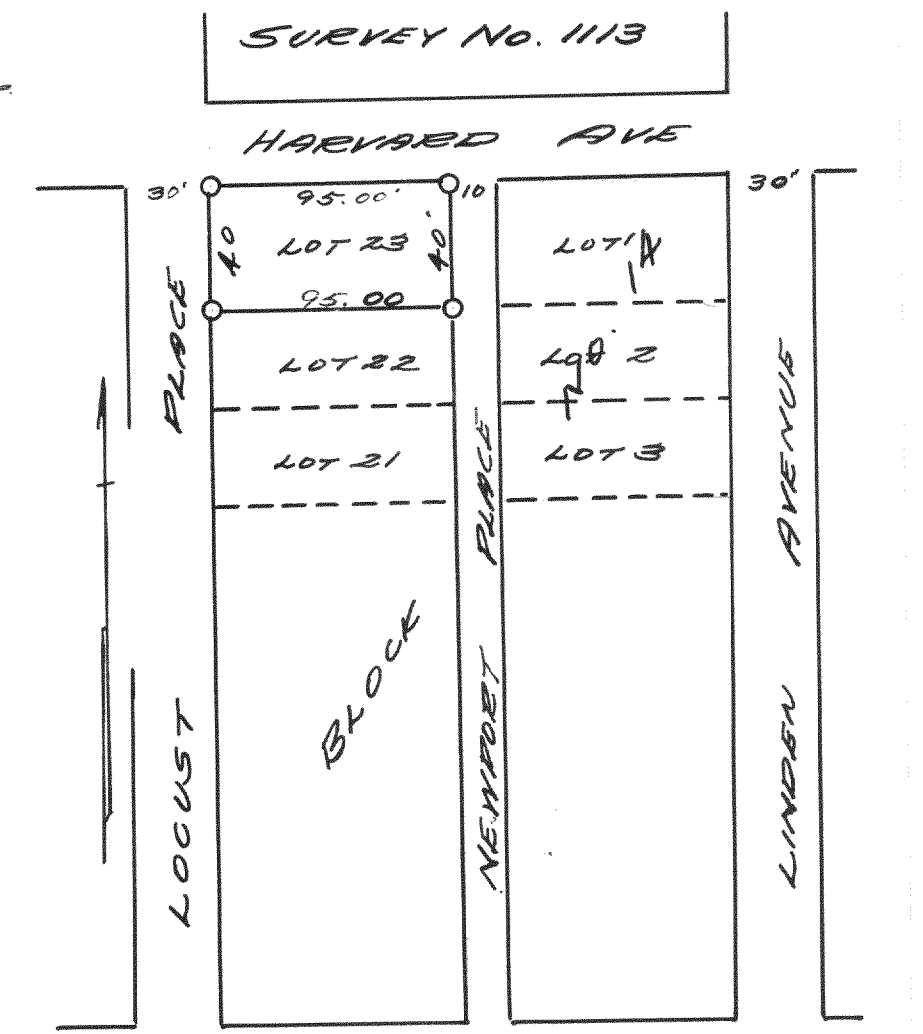 SURVEY No. 1113
HARVARD AVE
30'
95.00'
10
30'
40
LOT 23
40'
LOT 1
95.00
LOT 22
2
LOT 21
LOT 3
BLOCK
LOCUST PLACE
NEWPORT PLACE
LINDEN AVENUE